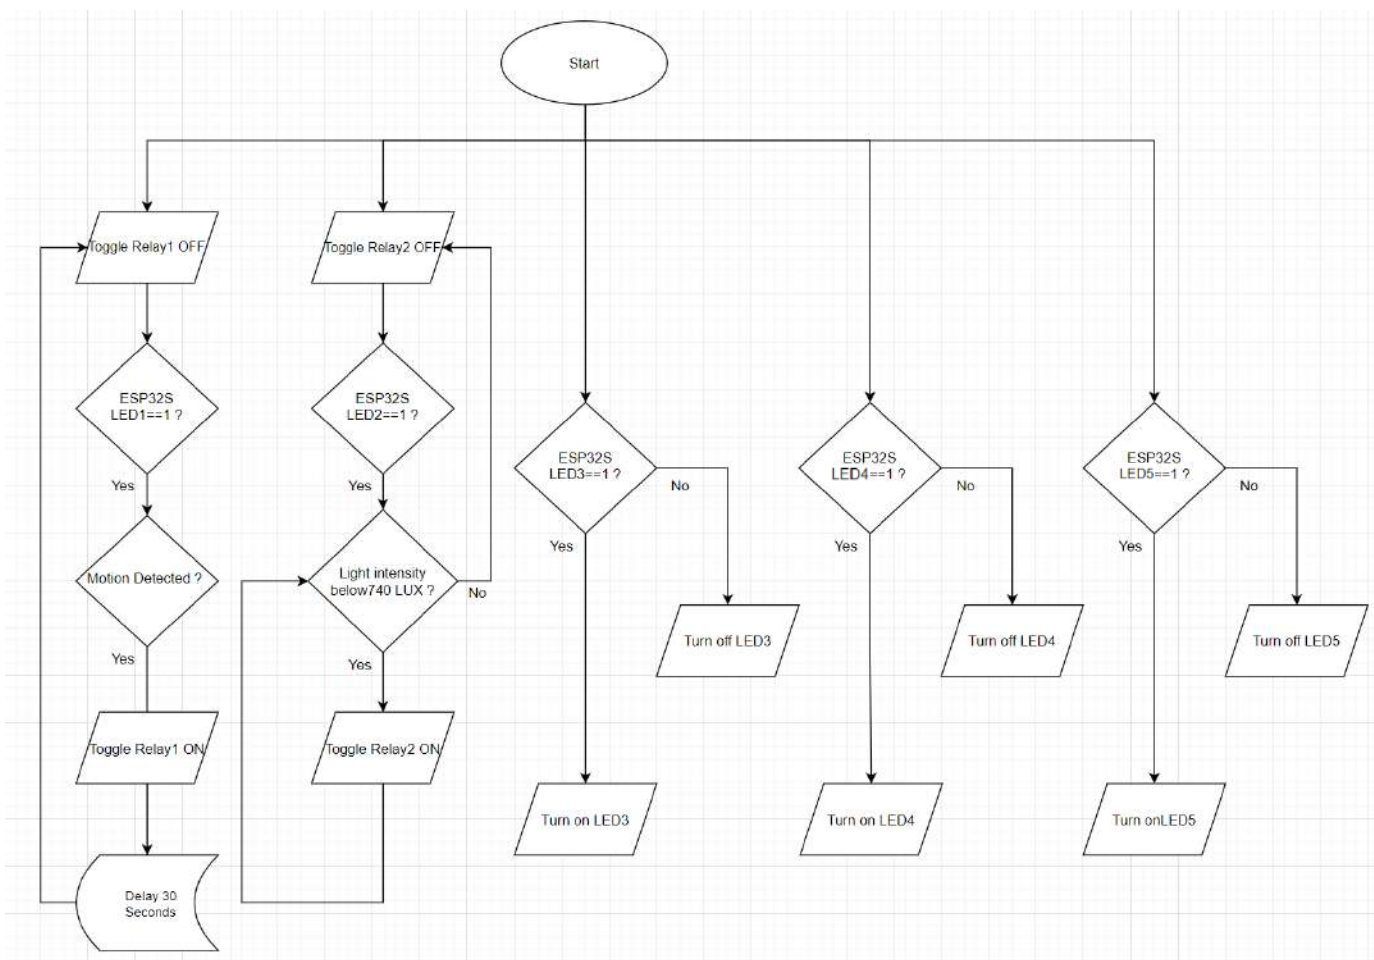 Start
Toggle Relay1 OFF
Toggle Relay2 OFF
ESP32S
LED1==1 ?
ESP32S
LED2==1 ?
ESP32S
LED3==1 ?
ESP32S
LED4==1 ?
ESP32S
LED5==1 ?
Yes
Yes
No
No
No
Yes
Yes
Yes
Motion Detected ?
Light intensity
below740 LUX ?
No
Yes
Yes
Turn off LED3
Turn off LED4
Turn off LED5
Toggle Relay1 ON
Toggle Relay2 ON
Turn on LED3
Turn on LED4
Turn onLED5
Delay 30
Seconds